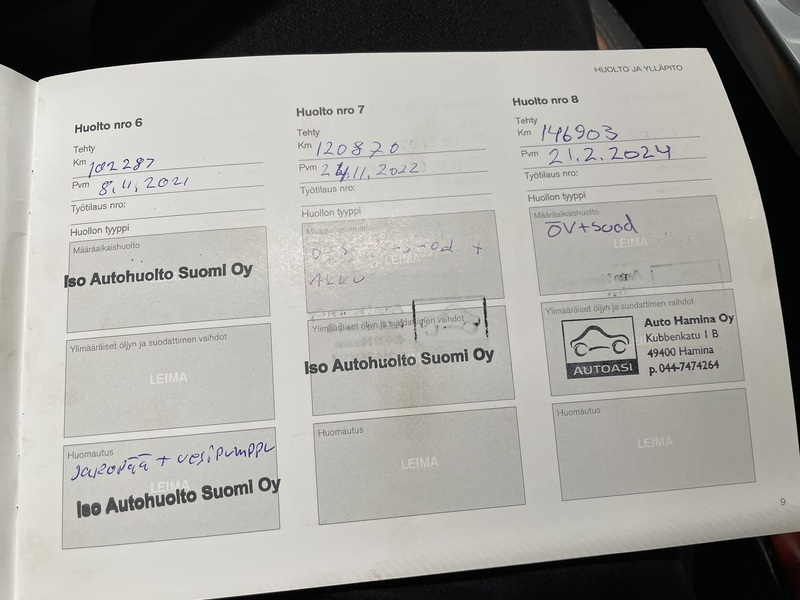 HUOLTO JA YLLÄPITO
Huolto nro 6
Tehty
Km 102287
Pvm 8.11.2021
Työtilaus nro:
Huollon tyyppi
Määräaikaishuolto
Iso Autohuolto Suomi Oy
Ylimääräiset öljyn ja suodattimen vaihdot
LEIMA
Huomautus
Jakopää + vesipumppu
LEIMA
Iso Autohuolto Suomi Oy
Huolto nro 7
Tehty
Km 120870
Pvm 24.11.2022
Työtilaus nro:
Huollon tyyppi
Määräaikaishuolto
LEIMA
+
AKKU
Ylimääräiset öljyn ja suodattimen vaihdot
Iso Autohuolto Suomi Oy
Huomautus
LEIMA
Huolto nro 8
Tehty
Km 146903
Pvm 21.2.2024
Työtilaus nro:
Huollon tyyppi
Määräaikaishuolto
ÖV+suod
LEIMA
Ylimääräiset öljyn ja suodattimen vaihdot
AUTOASI
Auto Hamina Oy
Kubbenkatu 1 B
49400 Hamina
p. 044-7474264
Huomautus
LEIMA
9